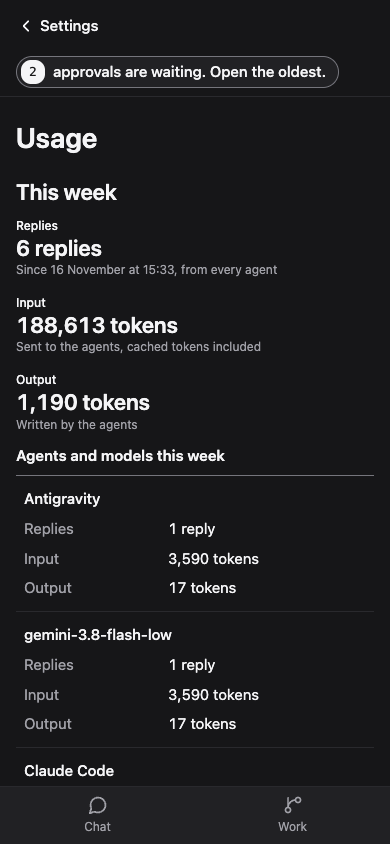 Settings
2 approvals are waiting. Open the oldest.
Usage
This week
Replies
6 replies
Since 16 November at 15:33, from every agent
Input
188,613 tokens
Sent to the agents, cached tokens included
Output
1,190 tokens
Written by the agents
Agents and models this week
Antigravity
Replies 1 reply
Input 3,590 tokens
Output 17 tokens
gemini-3.8-flash-low
Replies 1 reply
Input 3,590 tokens
Output 17 tokens
Claude Code
Chat Work